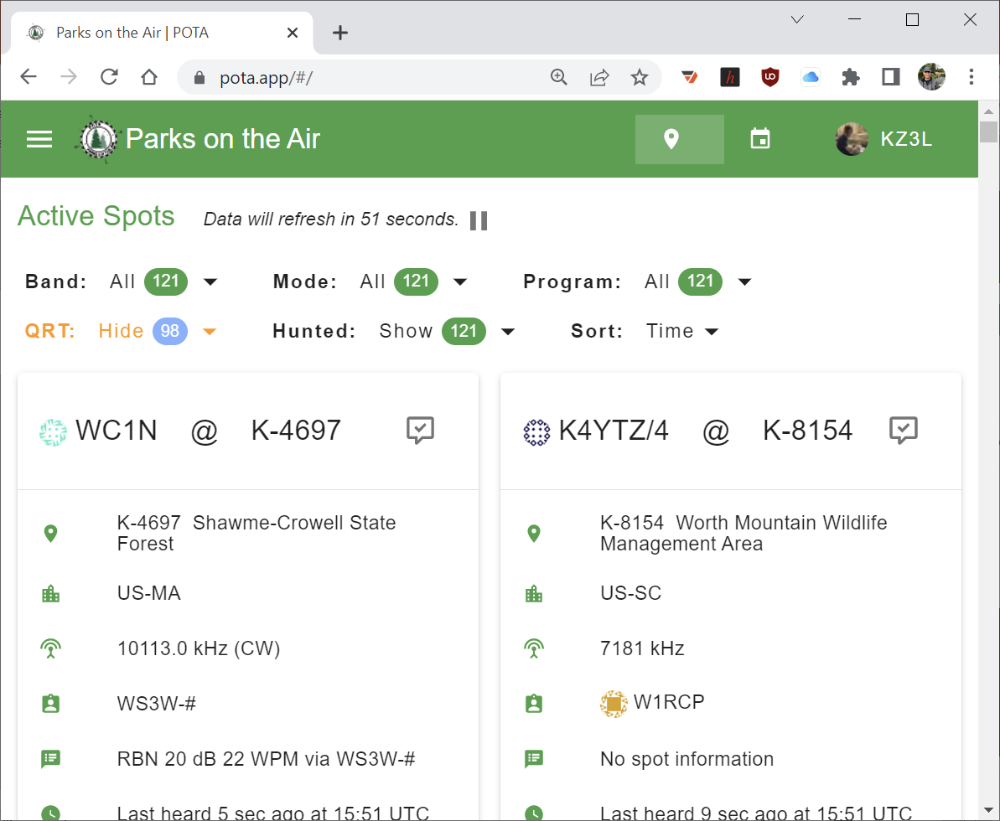 Parks on the Air | POTA
pota.app/#/
Parks on the Air
KZ3L
Active Spots Data will refresh in 51 seconds.
Band: All 121 Mode: All 121 Program: All 121
QRT: Hide 98 Hunted: Show 121 Sort: Time
WC1N @ K-4697
K-4697 Shawme-Crowell State
Forest
US-MA
10113.0 kHz (CW)
WS3W-#
RBN 20 dB 22 WPM via WS3W-#
Last heard 5 sec ago at 15:51 UTC
K4YTZ/4 @ K-8154
K-8154 Worth Mountain Wildlife
Management Area
US-SC
7181 kHz
W1RCP
No spot information
Last heard 9 sec ago at 15:51 UTC